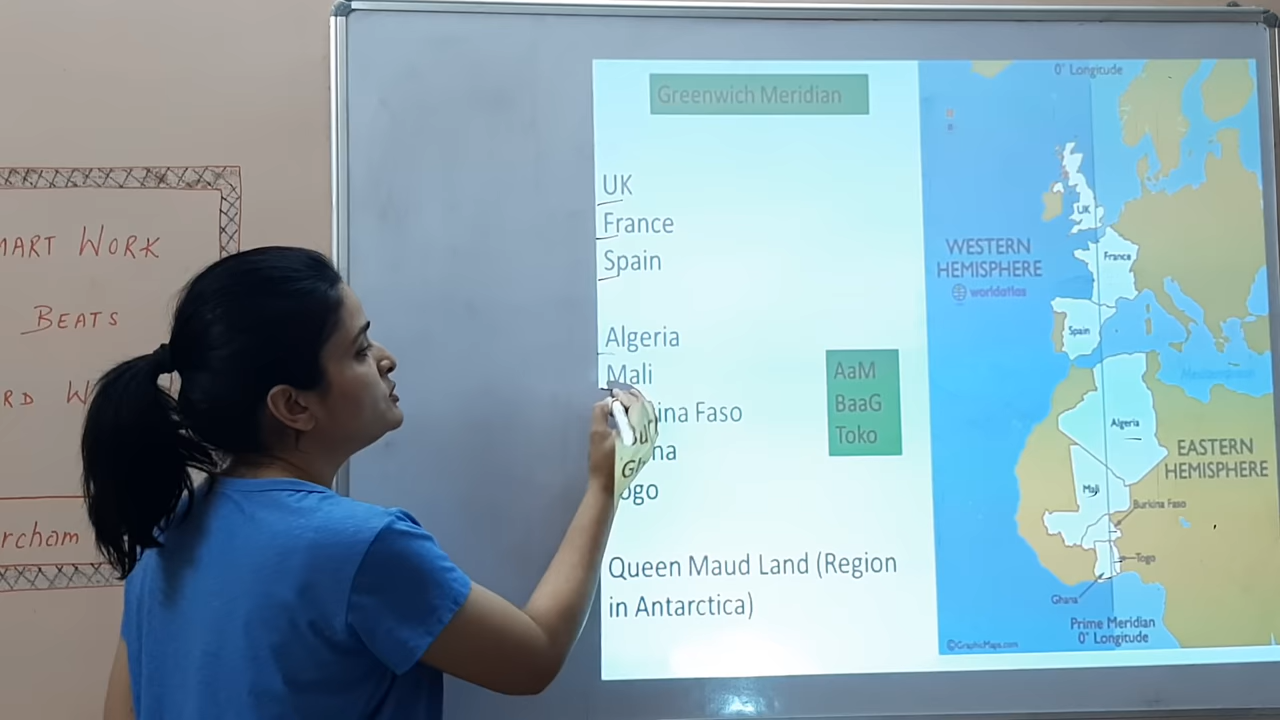 MART WORK
BEATS
RD W
rcham
Greenwich Meridian
UK
France
Spain
Algeria
Mali
ina Faso
na
ogo
Queen Maud Land (Region
in Antarctica)
AaM
BaaG
Toko
0° Longitude
UK
WESTERN
HEMISPHERE
worldatlas
France
Spain
Algeria
EASTERN
HEMISPHERE
Mali
Burkina Faso
Togo
Ghana
Prime Meridian
0° Longitude
©GraphicMaps.com